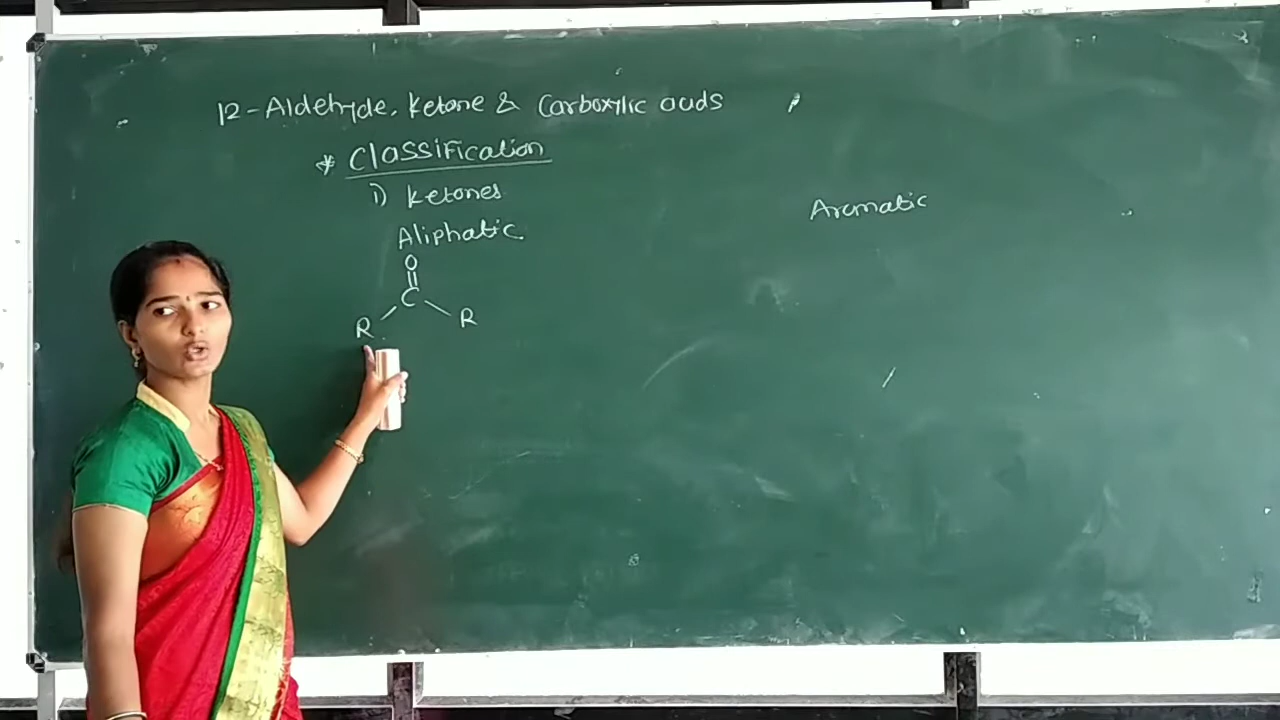 12-Aldehyde, Ketone & Carboxylic acids
* Classification
i) Ketones
Aliphatic
Aromatic
O
C
R R